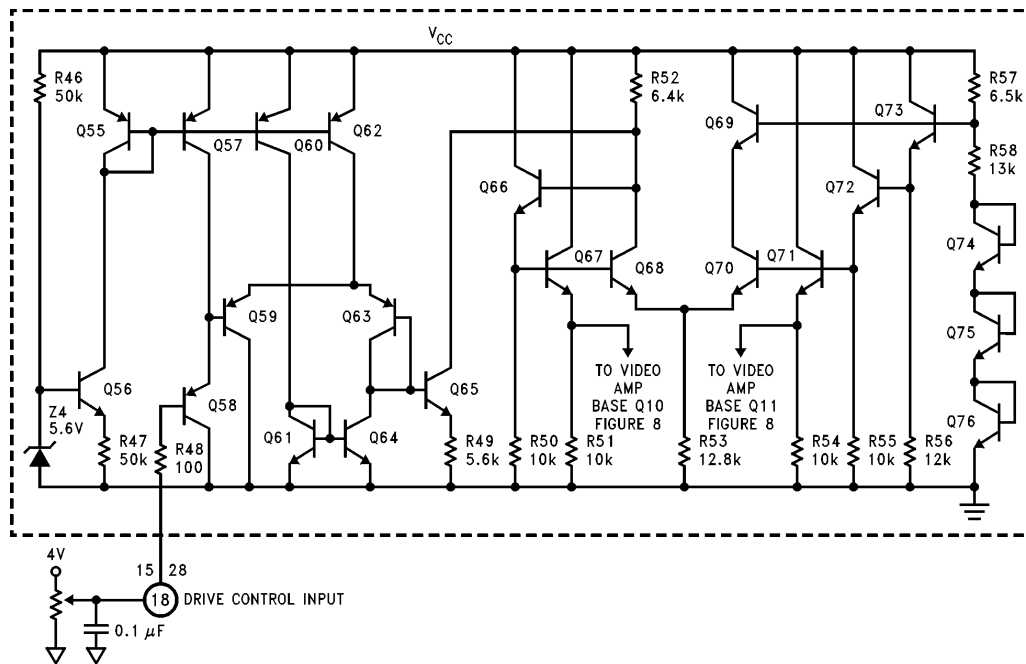 VCC
R46
50k
Q55
Q57
Q60
Q62
R52
6.4k
Q69
Q73
R57
6.5k
R58
13k
Q66
Q72
Q67
Q68
Q70
Q71
Q74
Q59
Q63
Q75
TO VIDEO
AMP
BASE Q10
FIGURE 8
TO VIDEO
AMP
BASE Q11
FIGURE 8
Q56
Q58
Q65
Z4
5.6V
Q76
R47
50k
R48
100
Q61
Q64
R49
5.6k
R50
10k
R51
10k
R53
12.8k
R54
10k
R55
10k
R56
12k
4V
15 28
18 DRIVE CONTROL INPUT
0.1 μF